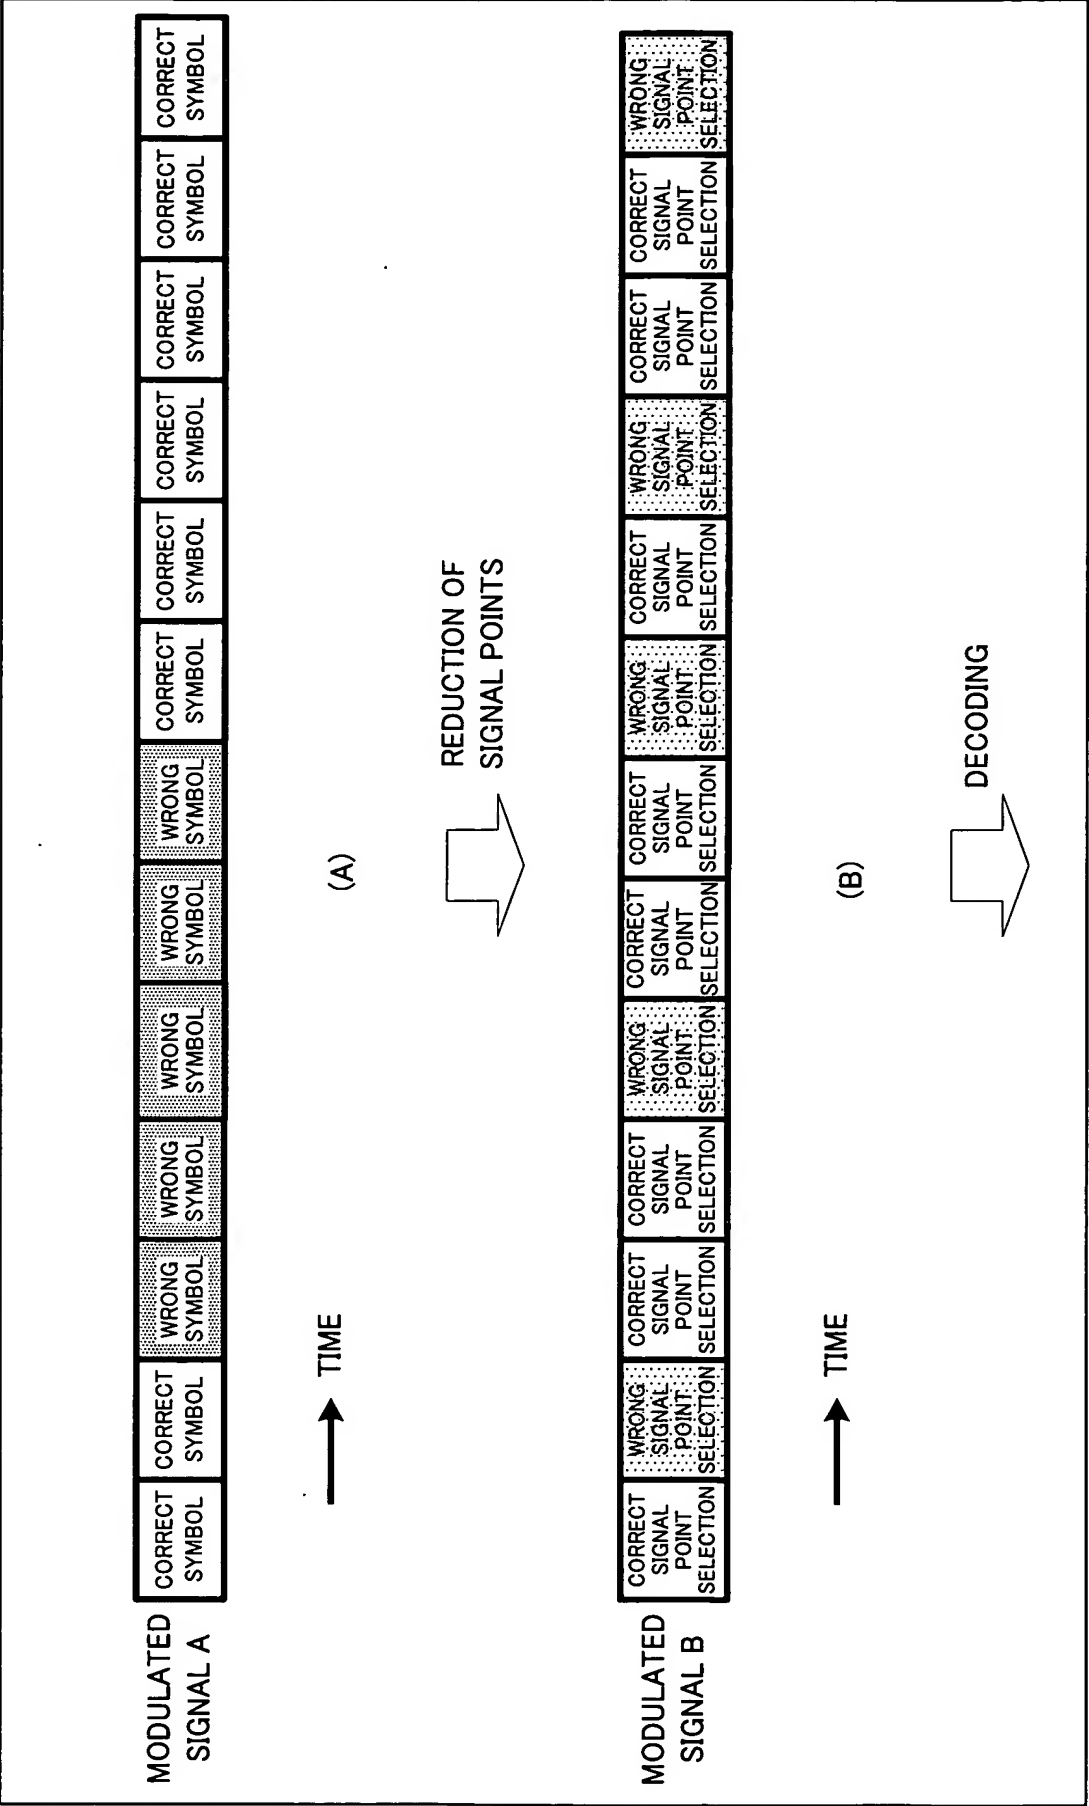 MODULATED
SIGNAL A
CORRECT
SYMBOL
CORRECT
SYMBOL
WRONG
SYMBOL
WRONG
SYMBOL
WRONG
SYMBOL
WRONG
SYMBOL
WRONG
SYMBOL
CORRECT
SYMBOL
CORRECT
SYMBOL
CORRECT
SYMBOL
CORRECT
SYMBOL
CORRECT
SYMBOL
CORRECT
SYMBOL
TIME
(A)
REDUCTION OF
SIGNAL POINTS
MODULATED
SIGNAL B
CORRECT
SIGNAL
POINT
SELECTION
WRONG
SIGNAL
POINT
SELECTION
CORRECT
SIGNAL
POINT
SELECTION
CORRECT
SIGNAL
POINT
SELECTION
WRONG
SIGNAL
POINT
SELECTION
CORRECT
SIGNAL
POINT
SELECTION
CORRECT
SIGNAL
POINT
SELECTION
WRONG
SIGNAL
POINT
SELECTION
CORRECT
SIGNAL
POINT
SELECTION
WRONG
SIGNAL
POINT
SELECTION
CORRECT
SIGNAL
POINT
SELECTION
CORRECT
SIGNAL
POINT
SELECTION
WRONG
SIGNAL
POINT
SELECTION
TIME
(B)
DECODING